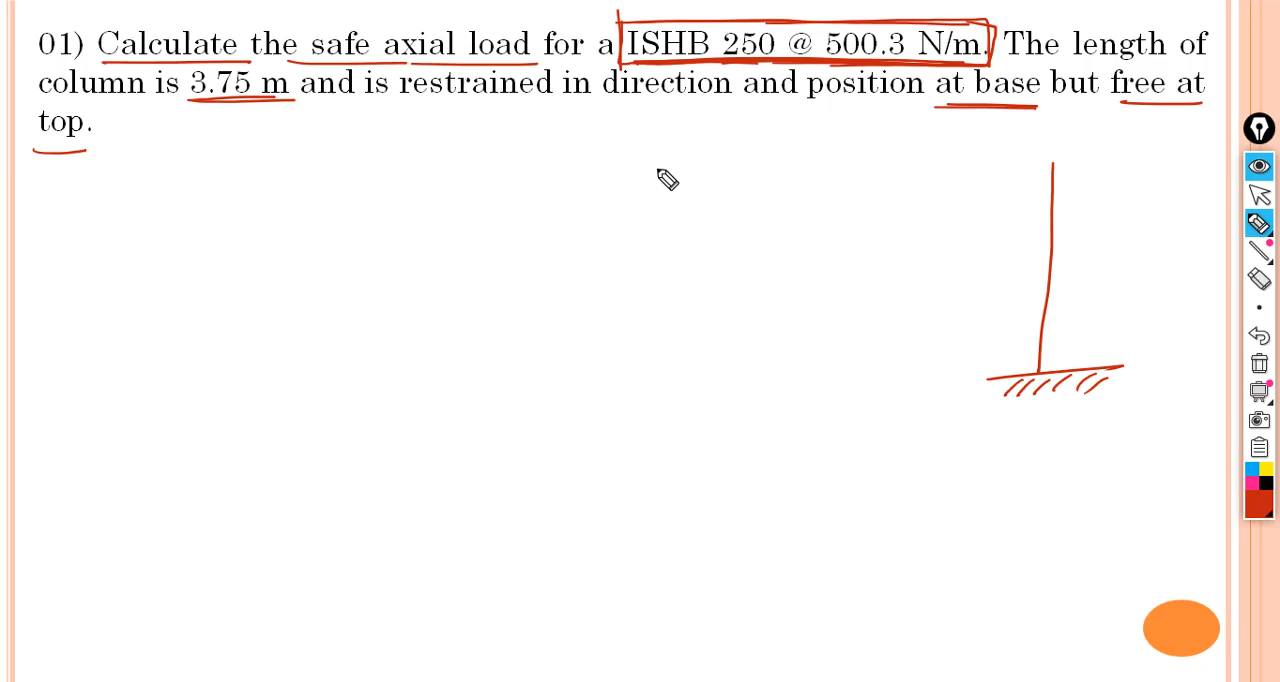 01) Calculate the safe axial load for a ISHB 250 @ 500.3 N/m. The length of
column is 3.75 m and is restrained in direction and position at base but free at
top.